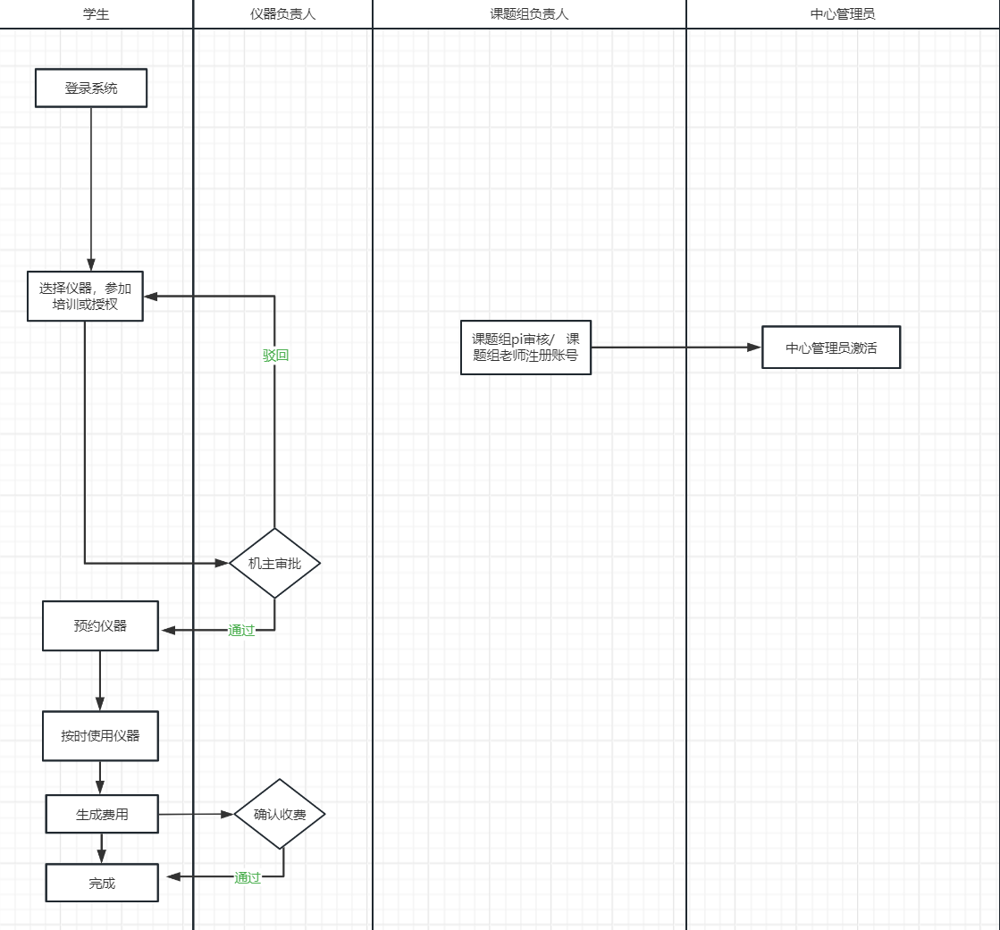 学生
仪器负责人
课题组负责人
中心管理员
登录系统
选择仪器，参加
培训或授权
驳回
课题组pi审核/ 课
题组老师注册账号
中心管理员激活
机主审批
预约仪器
通过
按时使用仪器
生成费用
确认收费
通过
完成